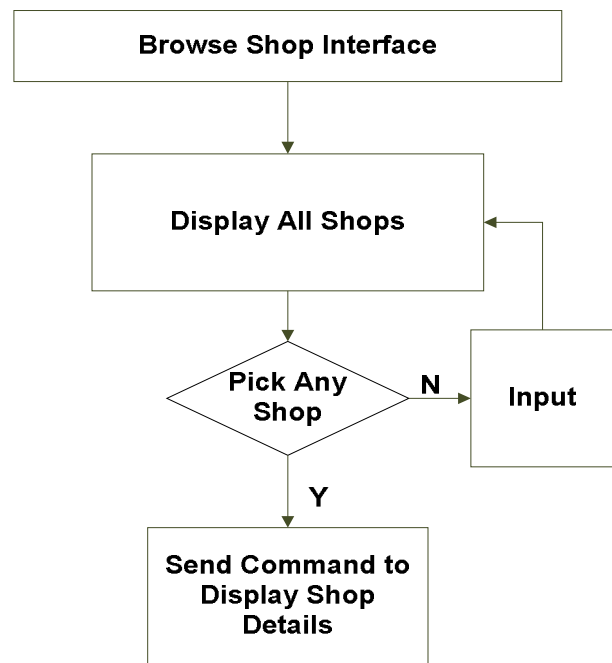 Browse Shop Interface
Display All Shops
Pick Any
Shop
N
Input
Y
Send Command to
Display Shop
Details